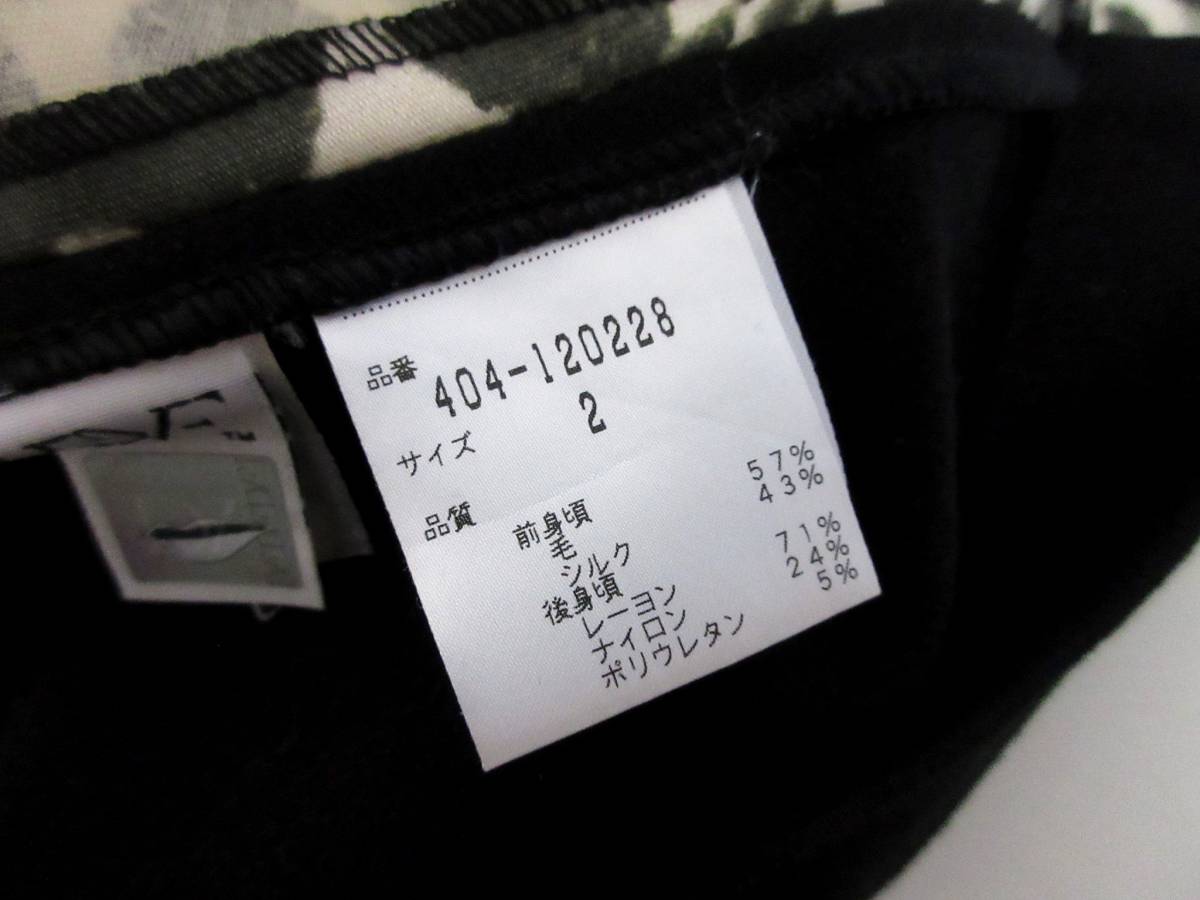 品番 404-120228
サイズ 2
品質 前身頃
毛 57%
シルク 43%
後身頃
レーヨン 71%
ナイロン 24%
ポリウレタン 5%